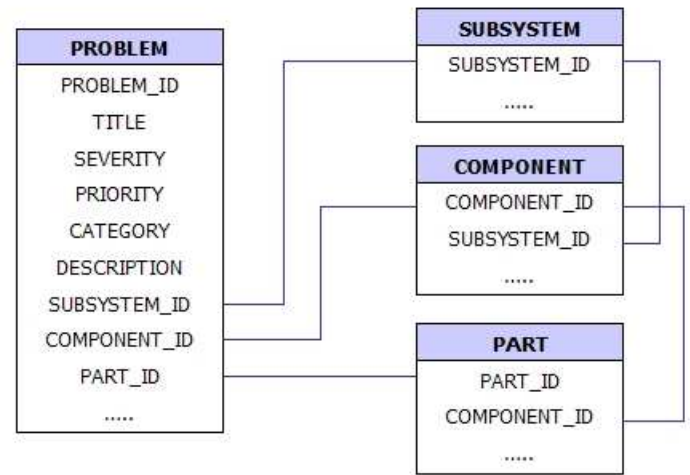 PROBLEM
PROBLEM_ID
TITLE
SEVERITY
PRIORITY
CATEGORY
DESCRIPTION
SUBSYSTEM_ID
COMPONENT_ID
PART_ID
.....
SUBSYSTEM
SUBSYSTEM_ID
.....
COMPONENT
COMPONENT_ID
SUBSYSTEM_ID
.....
PART
PART_ID
COMPONENT_ID
.....